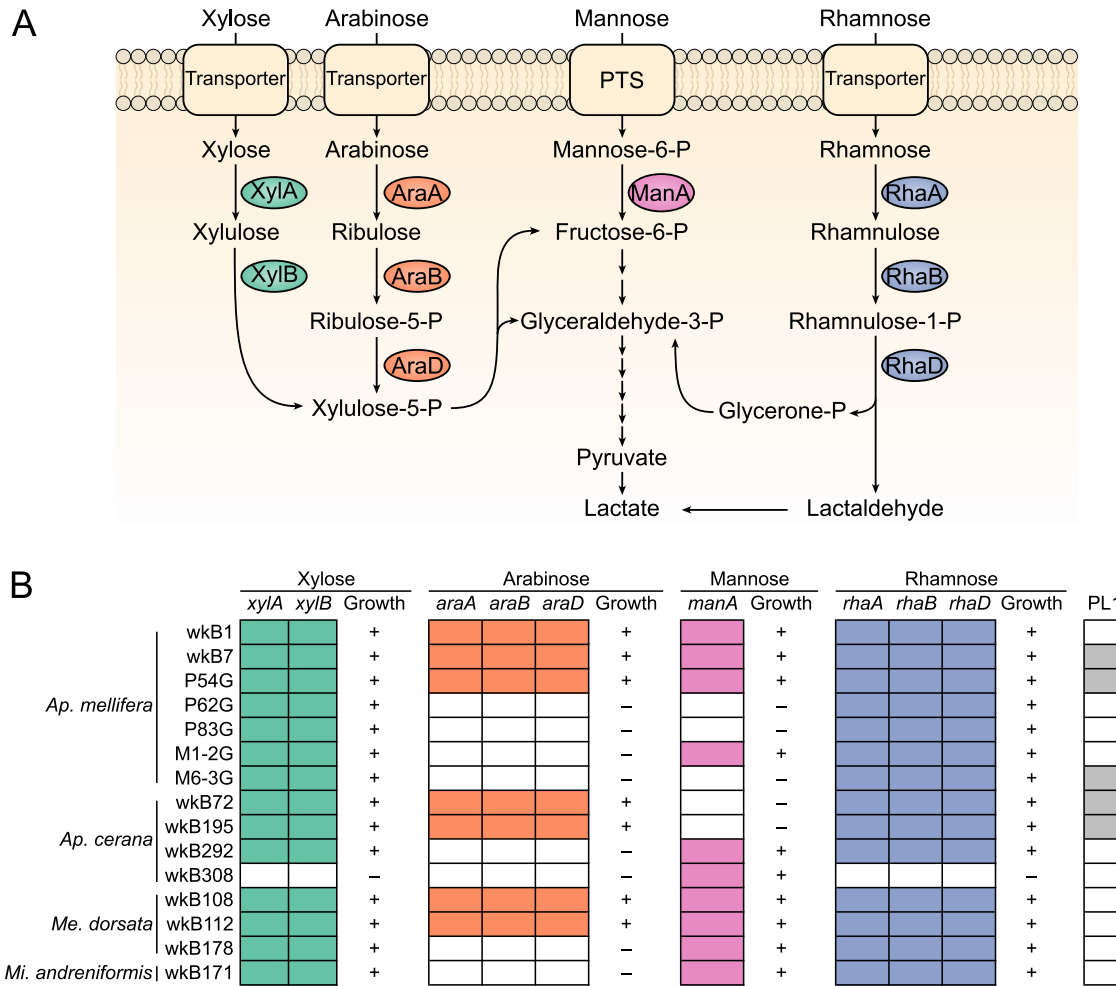 A
Xylose Arabinose Mannose Rhamnose
Transporter Transporter PTS Transporter
Xylose Arabinose Mannose-6-P Rhamnose
XylA AraA ManA RhaA
Xylulose Ribulose Fructose-6-P Rhamnulose
XylB AraB RhaB
Ribulose-5-P Glyceraldehyde-3-P Rhamnulose-1-P
AraD RhaD
Xylulose-5-P Glycerone-P
Pyruvate
Lactate Lactaldehyde
B
Xylose Arabinose Mannose Rhamnose
xylA xylB Growth araA araB araD Growth manA Growth rhaA rhaB rhaD Growth PL1
wkB1 + + + +
wkB7 + + + +
P54G + + + +
Ap. mellifera P62G + – – +
P83G + – – +
M1-2G + – + +
M6-3G + – – +
wkB72 + + – +
Ap. cerana wkB195 + + – +
wkB292 + – + +
wkB308 – – + –
wkB108 + + + +
Me. dorsata wkB112 + + + +
wkB178 + – + +
Mi. andreniformis wkB171 + – + +